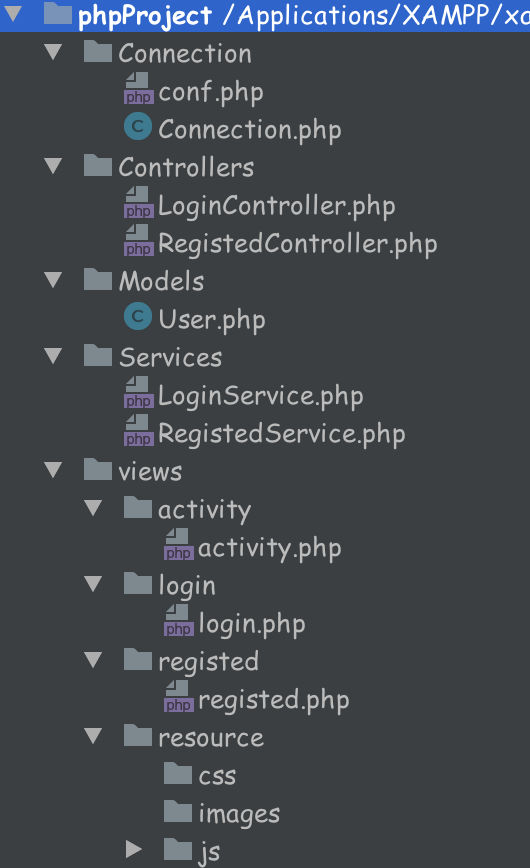 phpProject /Applications/XAMPP/xa
Connection
php conf.php
C Connection.php
Controllers
php LoginController.php
php RegistedController.php
Models
C User.php
Services
php LoginService.php
php RegistedService.php
views
activity
php activity.php
login
php login.php
registed
php registed.php
resource
css
images
js